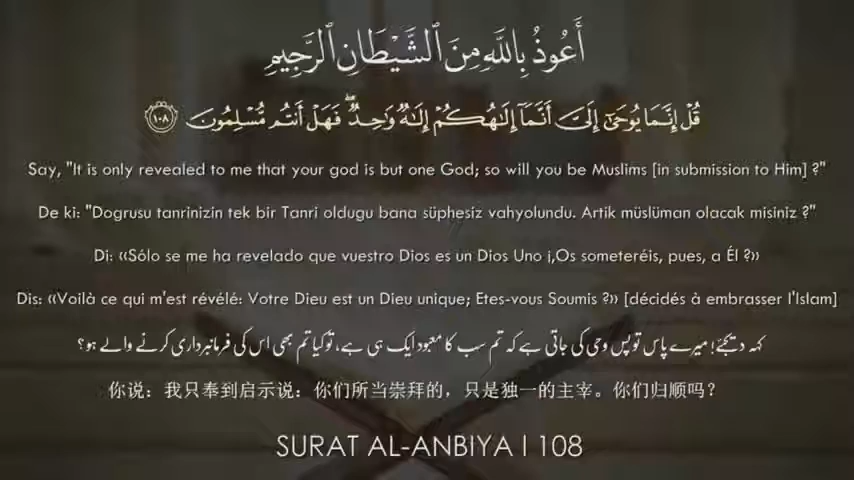 أَعُوذُ بِٱللَّهِ مِنَ ٱلشَّيْطَانِ ٱلرَّجِيمِ
قُلْ إِنَّمَا يُوحَىٰٓ إِلَىَّ أَنَّمَآ إِلَٰهُكُمْ إِلَٰهٌ وَٰحِدٌ ۖ فَهَلْ أَنتُم مُّسْلِمُونَ ١٠٨
Say, "It is only revealed to me that your god is but one God; so will you be Muslims [in submission to Him] ?"
De ki: "Dogrusu tanrinizin tek bir Tanri oldugu bana süphesiz vahyolundu. Artik müslüman olacak misiniz ?"
Di: «Sólo se me ha revelado que vuestro Dios es un Dios Uno ¡,Os someteréis, pues, a Él ?»
Dis: «Voilà ce qui m'est révélé: Votre Dieu est un Dieu unique; Etes-vous Soumis ?» [décidés à embrasser l'Islam]
کہہ دیجئے! میرے پاس تو پس وحی کی جاتی ہے کہ تم سب کا معبود ایک ہی ہے، تو کیا تم بھی اس کی فرمانبرداری کرنے والے ہو؟
你说：我只奉到启示说：你们所当崇拜的，只是独一的主宰。你们归顺吗？
SURAT AL-ANBIYA I 108